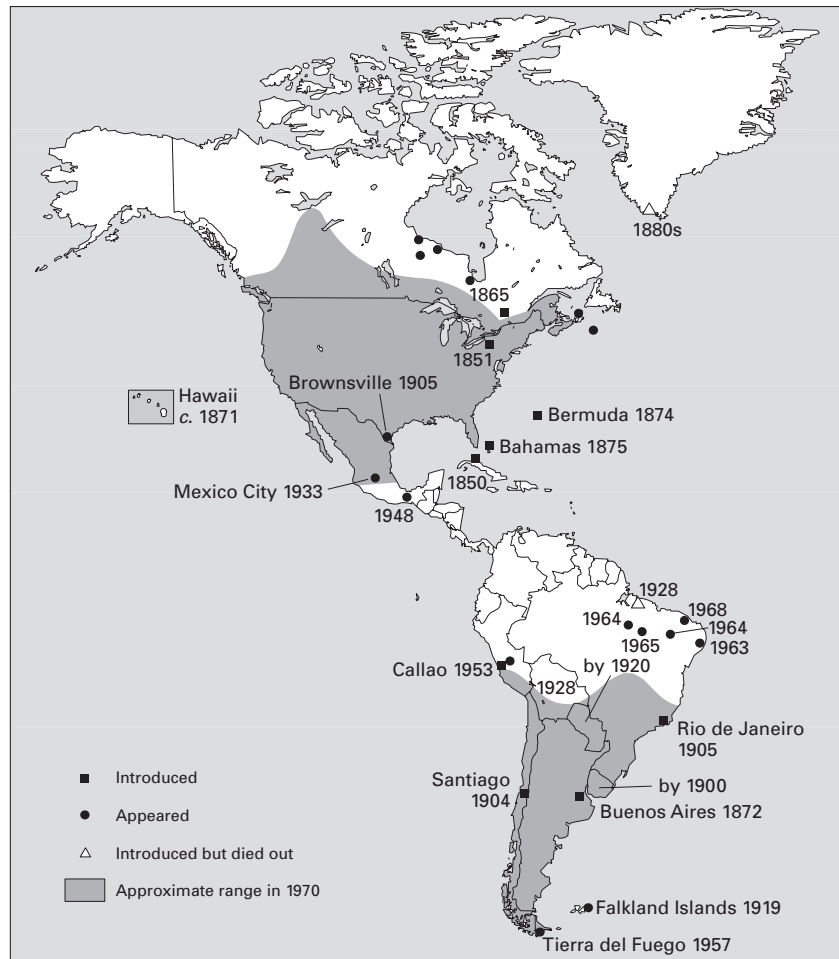 1880s
1865
1851
Brownsville 1905
Hawaii
c. 1871
Bermuda 1874
Bahamas 1875
1850
Mexico City 1933
1948
1928
1968
1964
1964
1965
1963
by 1920
Callao 1953
1928
Rio de Janeiro
1905
Santiago
1904
by 1900
Buenos Aires 1872
Introduced
Appeared
Introduced but died out
Approximate range in 1970
Falkland Islands 1919
Tierra del Fuego 1957